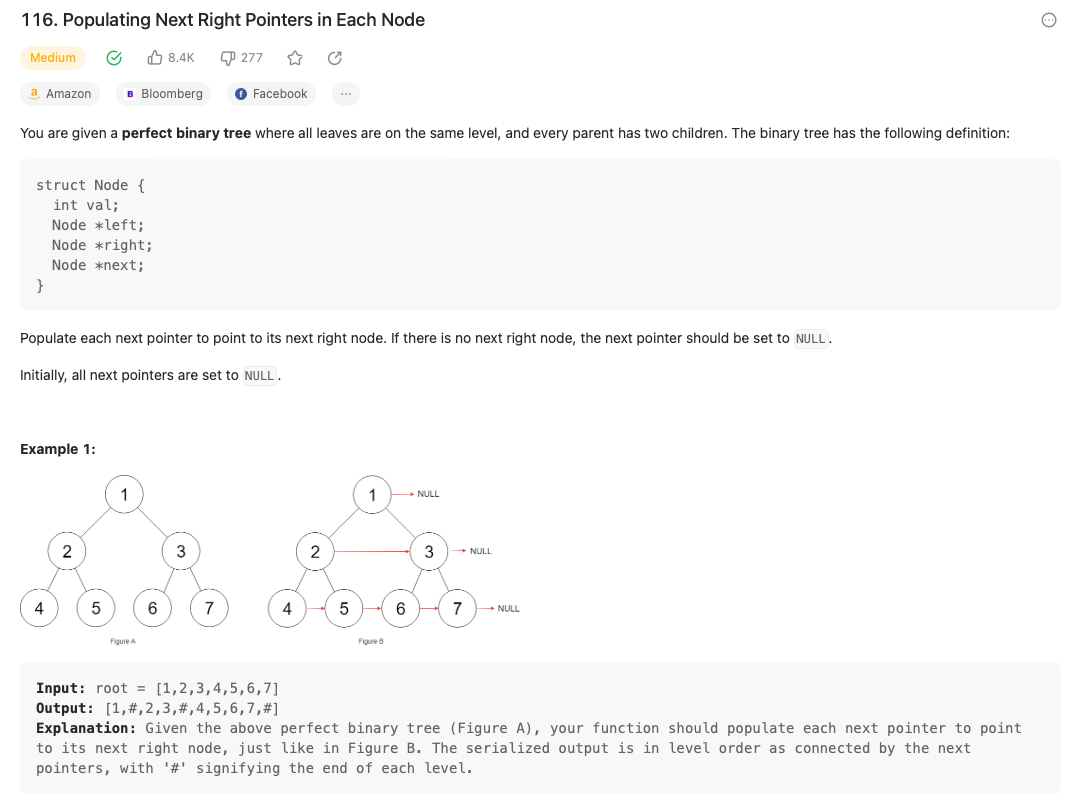 116. Populating Next Right Pointers in Each Node
Medium 8.4K 277
a Amazon B Bloomberg f Facebook ...
You are given a perfect binary tree where all leaves are on the same level, and every parent has two children. The binary tree has the following definition:
struct Node {
  int val;
  Node *left;
  Node *right;
  Node *next;
}
Populate each next pointer to point to its next right node. If there is no next right node, the next pointer should be set to NULL.
Initially, all next pointers are set to NULL.
Example 1:
1 1 NULL
2 3 2 3 NULL
4 5 6 7 4 5 6 7 NULL
Figure A Figure B
Input: root = [1,2,3,4,5,6,7]
Output: [1,#,2,3,#,4,5,6,7,#]
Explanation: Given the above perfect binary tree (Figure A), your function should populate each next pointer to point
to its next right node, just like in Figure B. The serialized output is in level order as connected by the next
pointers, with '#' signifying the end of each level.